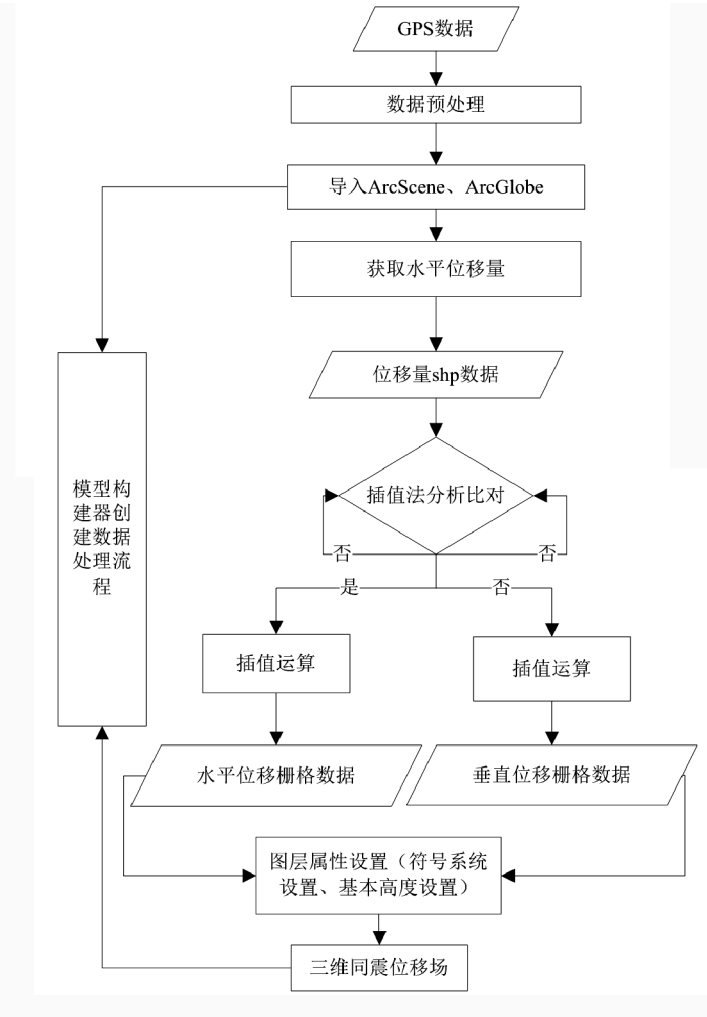 GPS数据
数据预处理
导入ArcScene、ArcGlobe
获取水平位移量
位移量shp数据
插值法分析比对
否
否
是
否
模型构
建器创
建数据
处理流
程
插值运算
插值运算
水平位移栅格数据
垂直位移栅格数据
图层属性设置（符号系统
设置、基本高度设置）
三维同震位移场